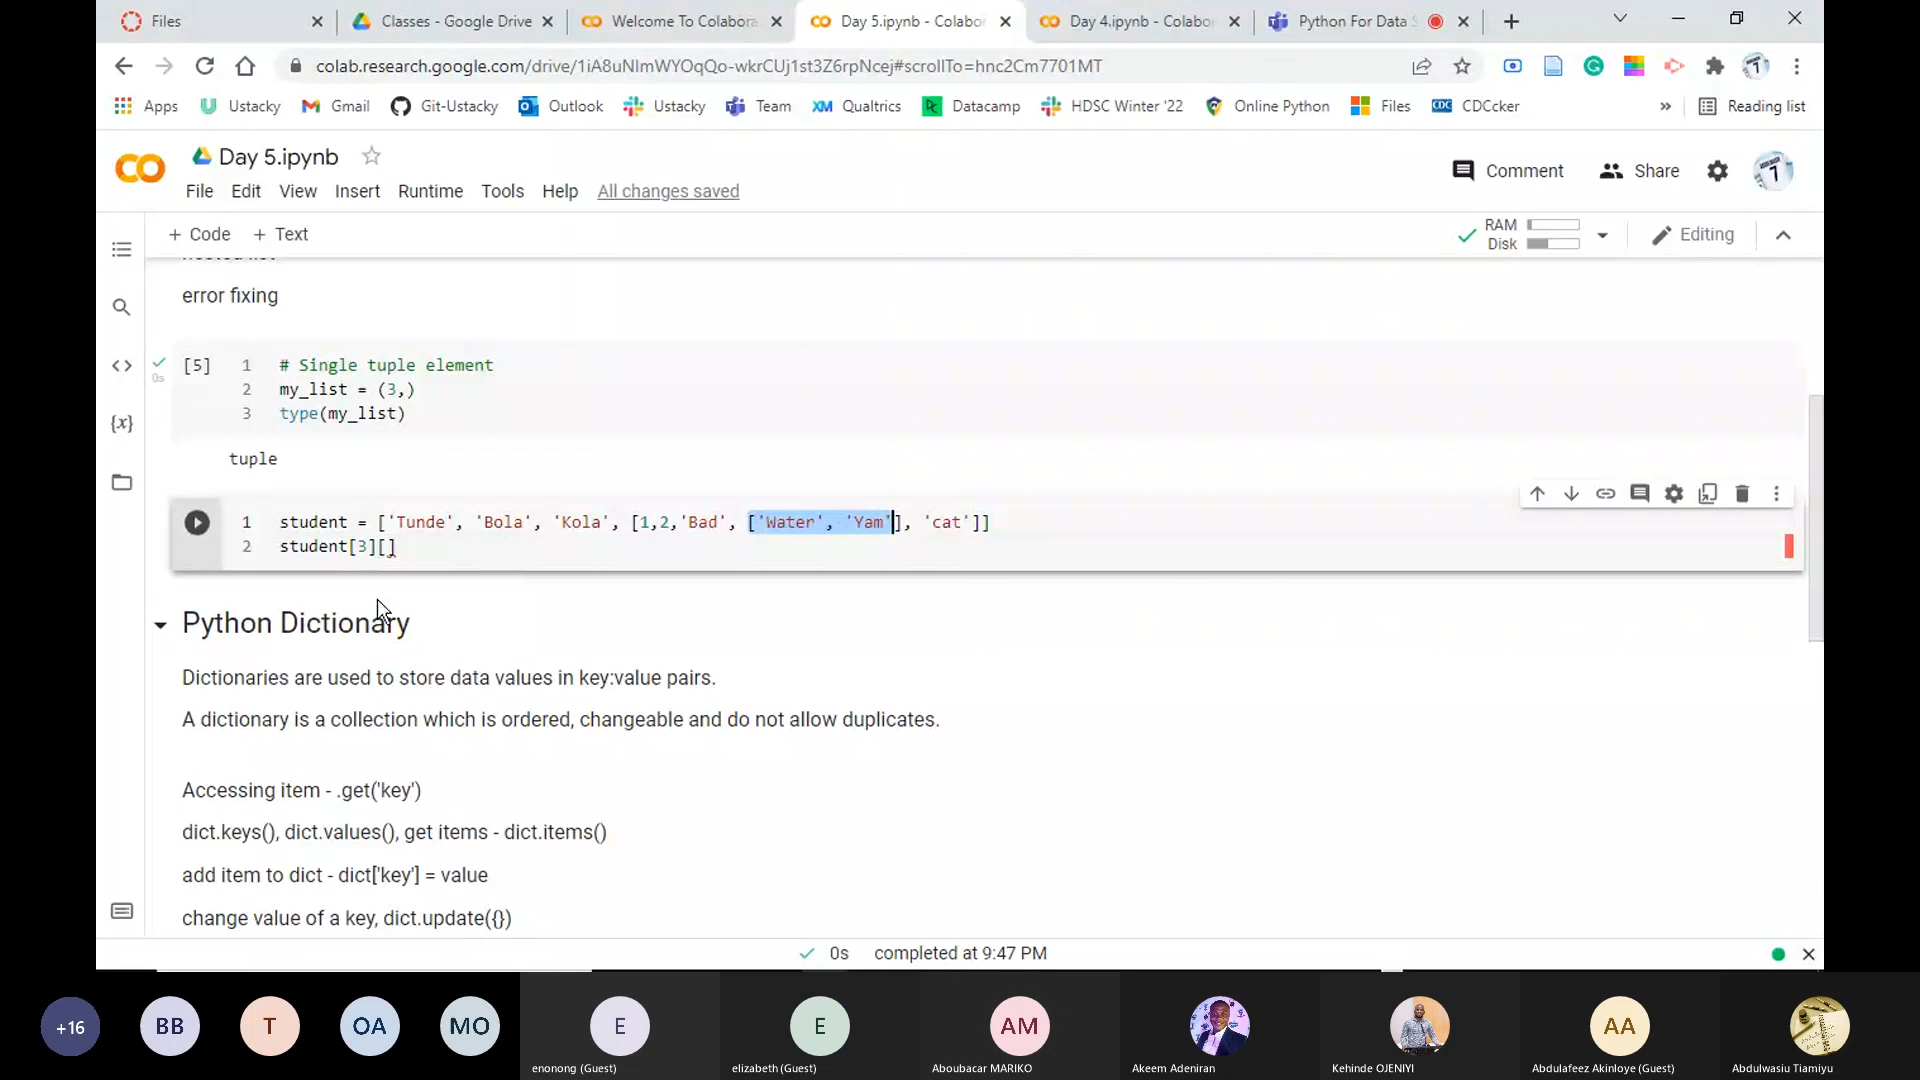 Files
Classes - Google Drive
Welcome To Colabora
Day 5.ipynb - Colabo
Day 4.ipynb - Colabo
Python For Data S
colab.research.google.com/drive/1iA8uNImWYOqQo-wkrCUj1st3Z6rpNcej#scrollTo=hnc2Cm7701MT
Apps Ustacky Gmail Git-Ustacky Outlook Ustacky Team XM Qualtrics Datacamp HDSC Winter '22 Online Python Files CDC CDCcker » Reading list
CO Day 5.ipynb
Comment Share
File Edit View Insert Runtime Tools Help All changes saved
+ Code + Text
RAM
Disk
Editing
error fixing
[5] 1 # Single tuple element
2 my_list = (3,)
3 type(my_list)
0s
{x}
tuple
1 student = ['Tunde', 'Bola', 'Kola', [1,2,'Bad', ['Water', 'Yam'], 'cat']]
2 student[3][]
Python Dictionary
Dictionaries are used to store data values in key:value pairs.
A dictionary is a collection which is ordered, changeable and do not allow duplicates.
Accessing item - .get('key')
dict.keys(), dict.values(), get items - dict.items()
add item to dict - dict['key'] = value
change value of a key, dict.update({})
0s completed at 9:47 PM
+16 BB T OA MO E E AM AA
enonong (Guest) elizabeth (Guest) Aboubacar MARIKO Akeem Adeniran Kehinde OJENIYI Abdulafeez Akinloye (Guest) Abdulwasiu Tiamiyu